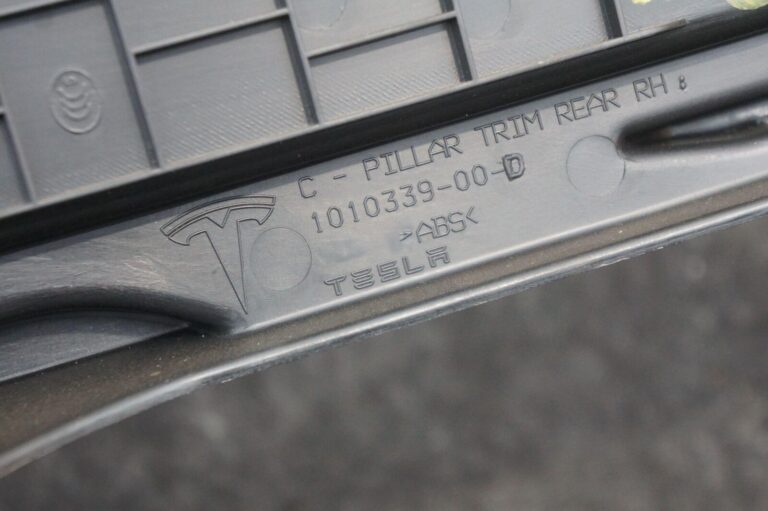 C - PILLAR TRIM REAR RH :
1010339-00-D
>ABS<
TESLA